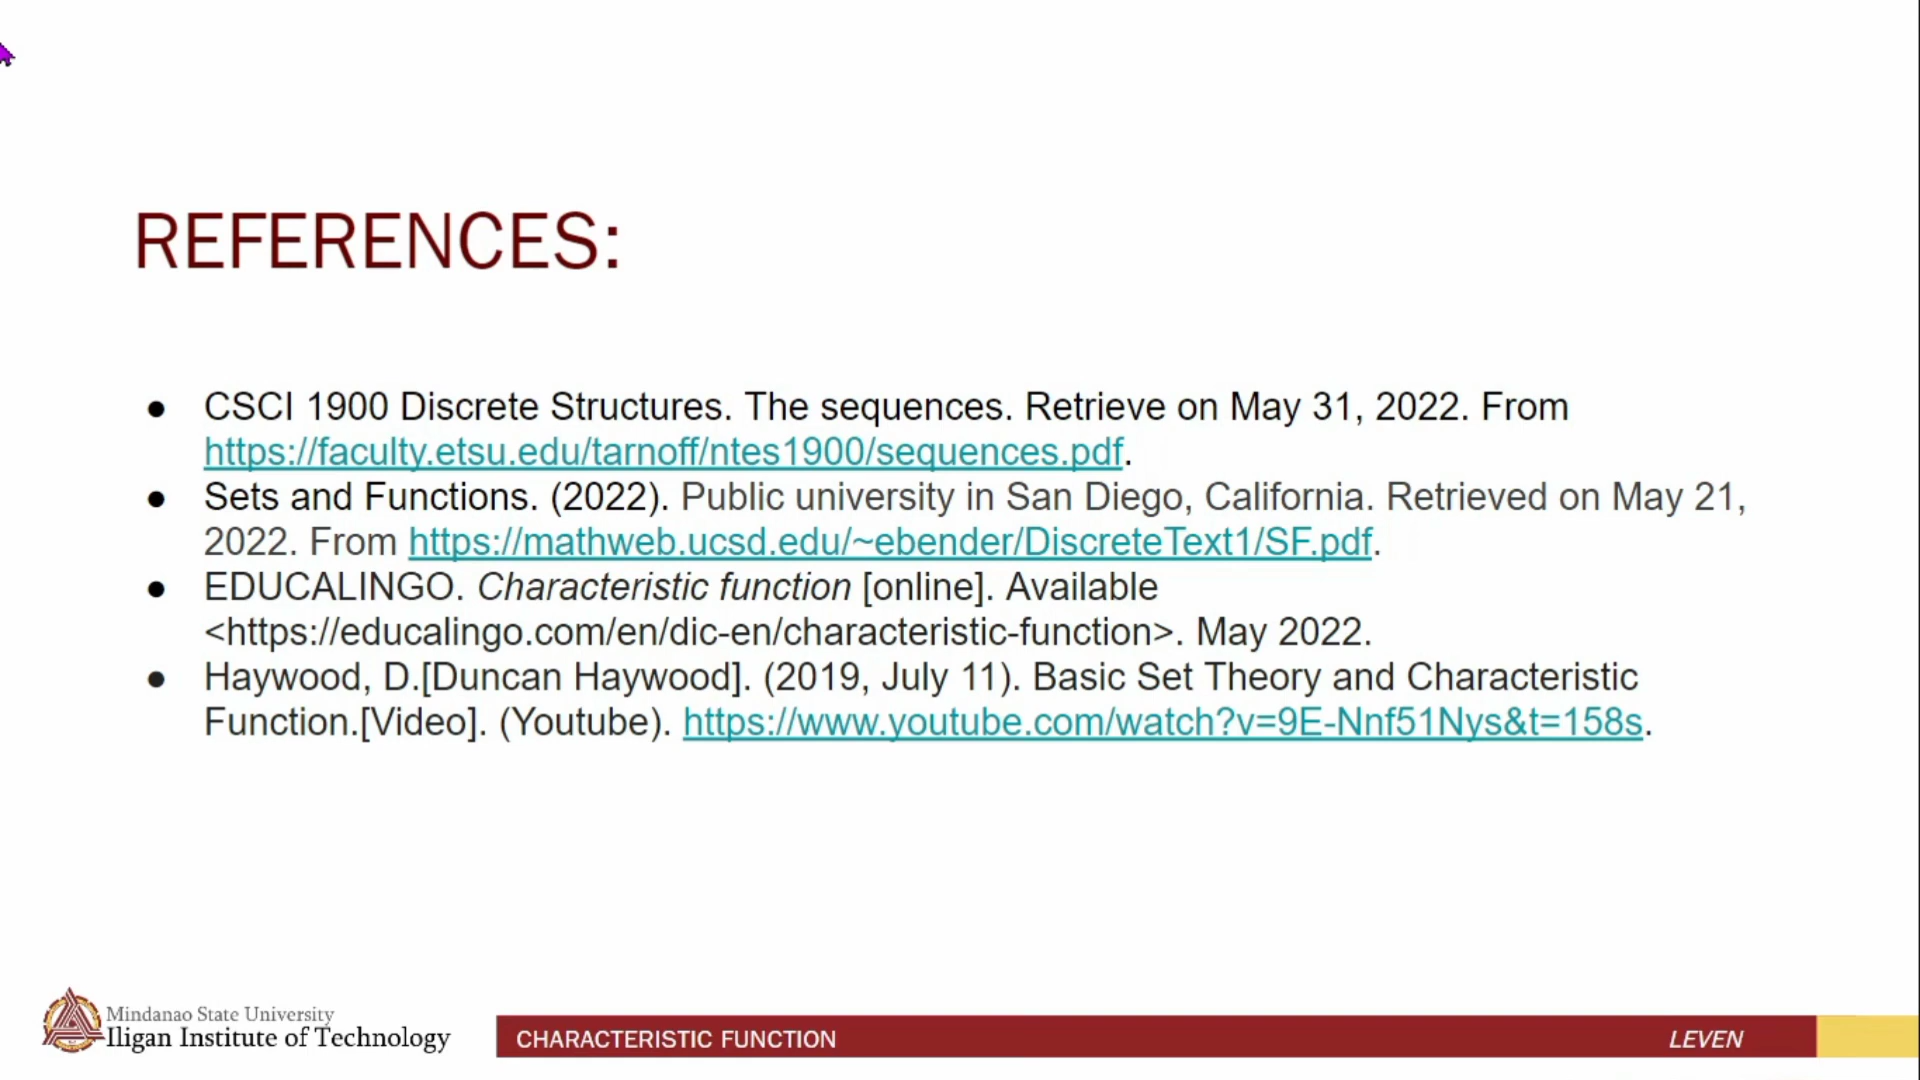 REFERENCES:
● CSCI 1900 Discrete Structures. The sequences. Retrieve on May 31, 2022. From
https://faculty.etsu.edu/tarnoff/ntes1900/sequences.pdf.
● Sets and Functions. (2022). Public university in San Diego, California. Retrieved on May 21,
2022. From https://mathweb.ucsd.edu/~ebender/DiscreteText1/SF.pdf.
● EDUCALINGO. Characteristic function [online]. Available
<https://educalingo.com/en/dic-en/characteristic-function>. May 2022.
● Haywood, D.[Duncan Haywood]. (2019, July 11). Basic Set Theory and Characteristic
Function.[Video]. (Youtube). https://www.youtube.com/watch?v=9E-Nnf51Nys&t=158s.
Mindanao State University
Iligan Institute of Technology
CHARACTERISTIC FUNCTION
LEVEN